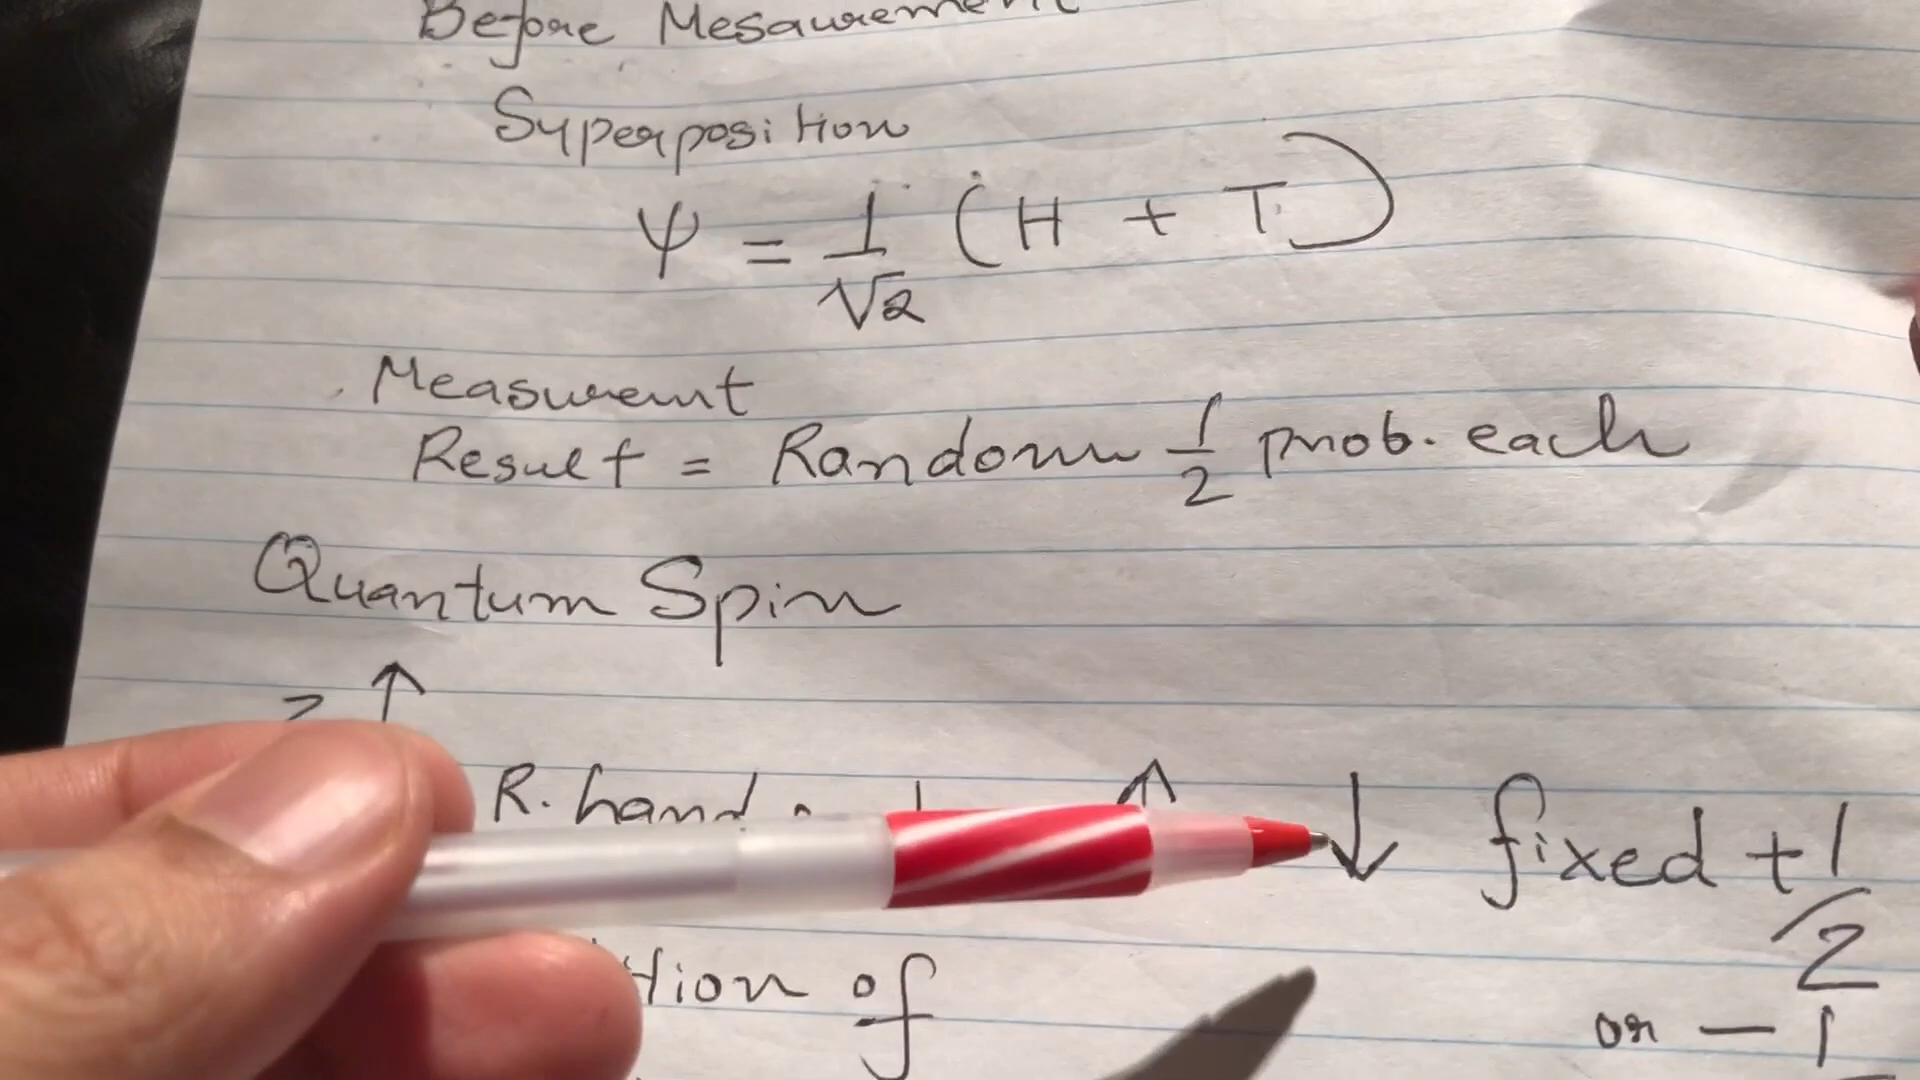 Before Mesaurement
Superposition
ψ = 1/√2 (H + T)
Measuremt
Result = Random 1/2 prob. each
Quantum Spin
R. hand ↑ ↓ fixed +1/2
of
or - 1